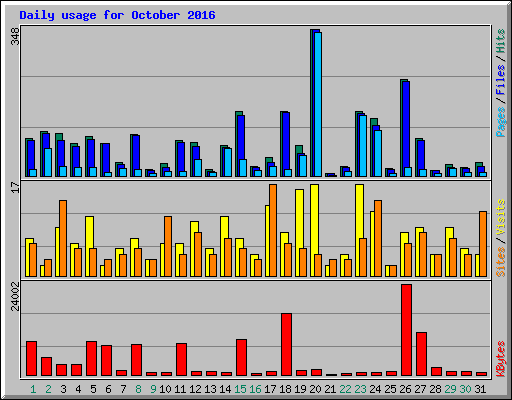 Daily usage for October 2016
348
Pages / Files / Hits
17
Sites / Visits
24002
KBytes
1 2 3 4 5 6 7 8 9 10 11 12 13 14 15 16 17 18 19 20 21 22 23 24 25 26 27 28 29 30 31